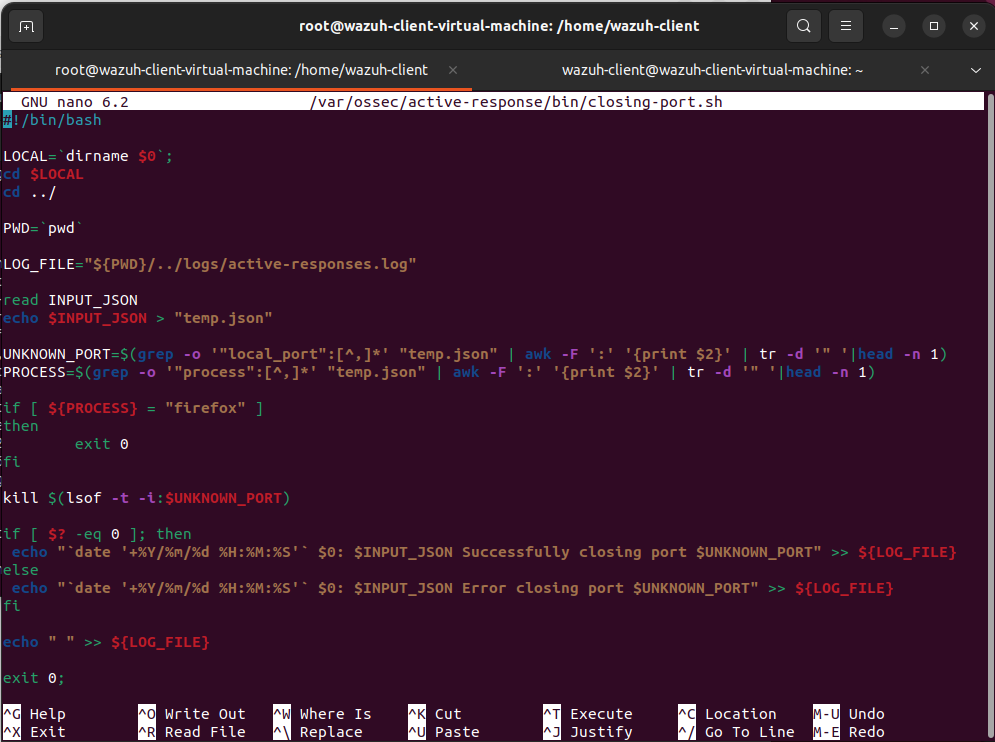 root@wazuh-client-virtual-machine: /home/wazuh-client
root@wazuh-client-virtual-machine: /home/wazuh-client × wazuh-client@wazuh-client-virtual-machine: ~ ×
GNU nano 6.2 /var/ossec/active-response/bin/closing-port.sh
#!/bin/bash
LOCAL=`dirname $0`;
cd $LOCAL
cd ../
PWD=`pwd`
LOG_FILE="${PWD}/../logs/active-responses.log"
read INPUT_JSON
echo $INPUT_JSON > "temp.json"
UNKNOWN_PORT=$(grep -o '"local_port":[^,]*' "temp.json" | awk -F ':' '{print $2}' | tr -d '" '|head -n 1)
PROCESS=$(grep -o '"process":[^,]*' "temp.json" | awk -F ':' '{print $2}' | tr -d '" '|head -n 1)
if [ ${PROCESS} = "firefox" ]
then
        exit 0
fi
kill $(lsof -t -i:$UNKNOWN_PORT)
if [ $? -eq 0 ]; then
 echo "`date '+%Y/%m/%d %H:%M:%S'` $0: $INPUT_JSON Successfully closing port $UNKNOWN_PORT" >> ${LOG_FILE}
else
 echo "`date '+%Y/%m/%d %H:%M:%S'` $0: $INPUT_JSON Error closing port $UNKNOWN_PORT" >> ${LOG_FILE}
fi
echo " " >> ${LOG_FILE}
exit 0;
^G Help ^O Write Out ^W Where Is ^K Cut ^T Execute ^C Location M-U Undo
^X Exit ^R Read File ^\ Replace ^U Paste ^J Justify ^/ Go To Line M-E Redo